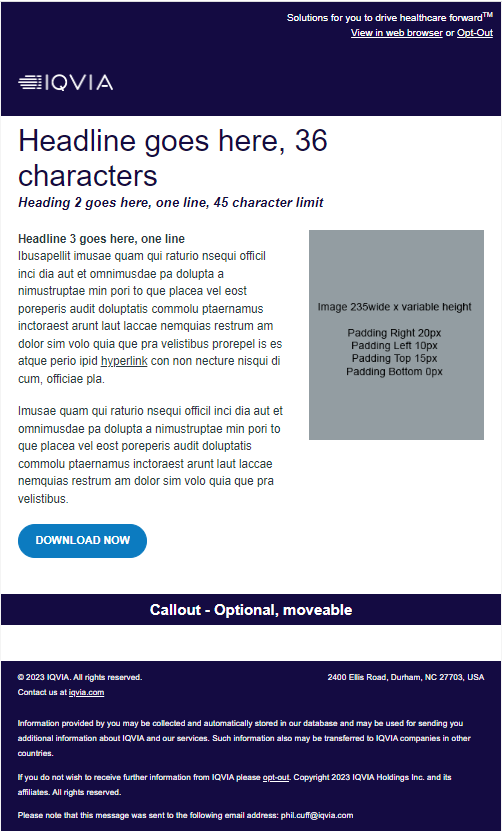 Solutions for you to drive healthcare forward™
View in web browser or Opt-Out
IQVIA
Headline goes here, 36
characters
Heading 2 goes here, one line, 45 character limit
Headline 3 goes here, one line
Ibusapellit imusae quam qui raturio nsequi officil
inci dia aut et omnimusdae pa dolupta a
nimustruptae min pori to que placea vel eost
poreperis audit doluptatis commolu ptaernamus
inctoraest arunt laut laccae nemquias restrum am
dolor sim volo quia que pra velistibus prorepel is es
atque perio ipid hyperlink con non necture nisqui di
cum, officiae pla.
Imusae quam qui raturio nsequi officil inci dia aut et
omnimusdae pa dolupta a nimustruptae min pori to
que placea vel eost poreperis audit doluptatis
commolu ptaernamus inctoraest arunt laut laccae
nemquias restrum am dolor sim volo quia que pra
velistibus.
Image 235wide x variable height
Padding Right 20px
Padding Left 10px
Padding Top 15px
Padding Bottom 0px
DOWNLOAD NOW
Callout - Optional, moveable
© 2023 IQVIA. All rights reserved.
2400 Ellis Road, Durham, NC 27703, USA
Contact us at iqvia.com
Information provided by you may be collected and automatically stored in our database and may be used for sending you
additional information about IQVIA and our services. Such information also may be transferred to IQVIA companies in other
countries.
If you do not wish to receive further information from IQVIA please opt-out. Copyright 2023 IQVIA Holdings Inc. and its
affiliates. All rights reserved.
Please note that this message was sent to the following email address: phil.cuff@iqvia.com